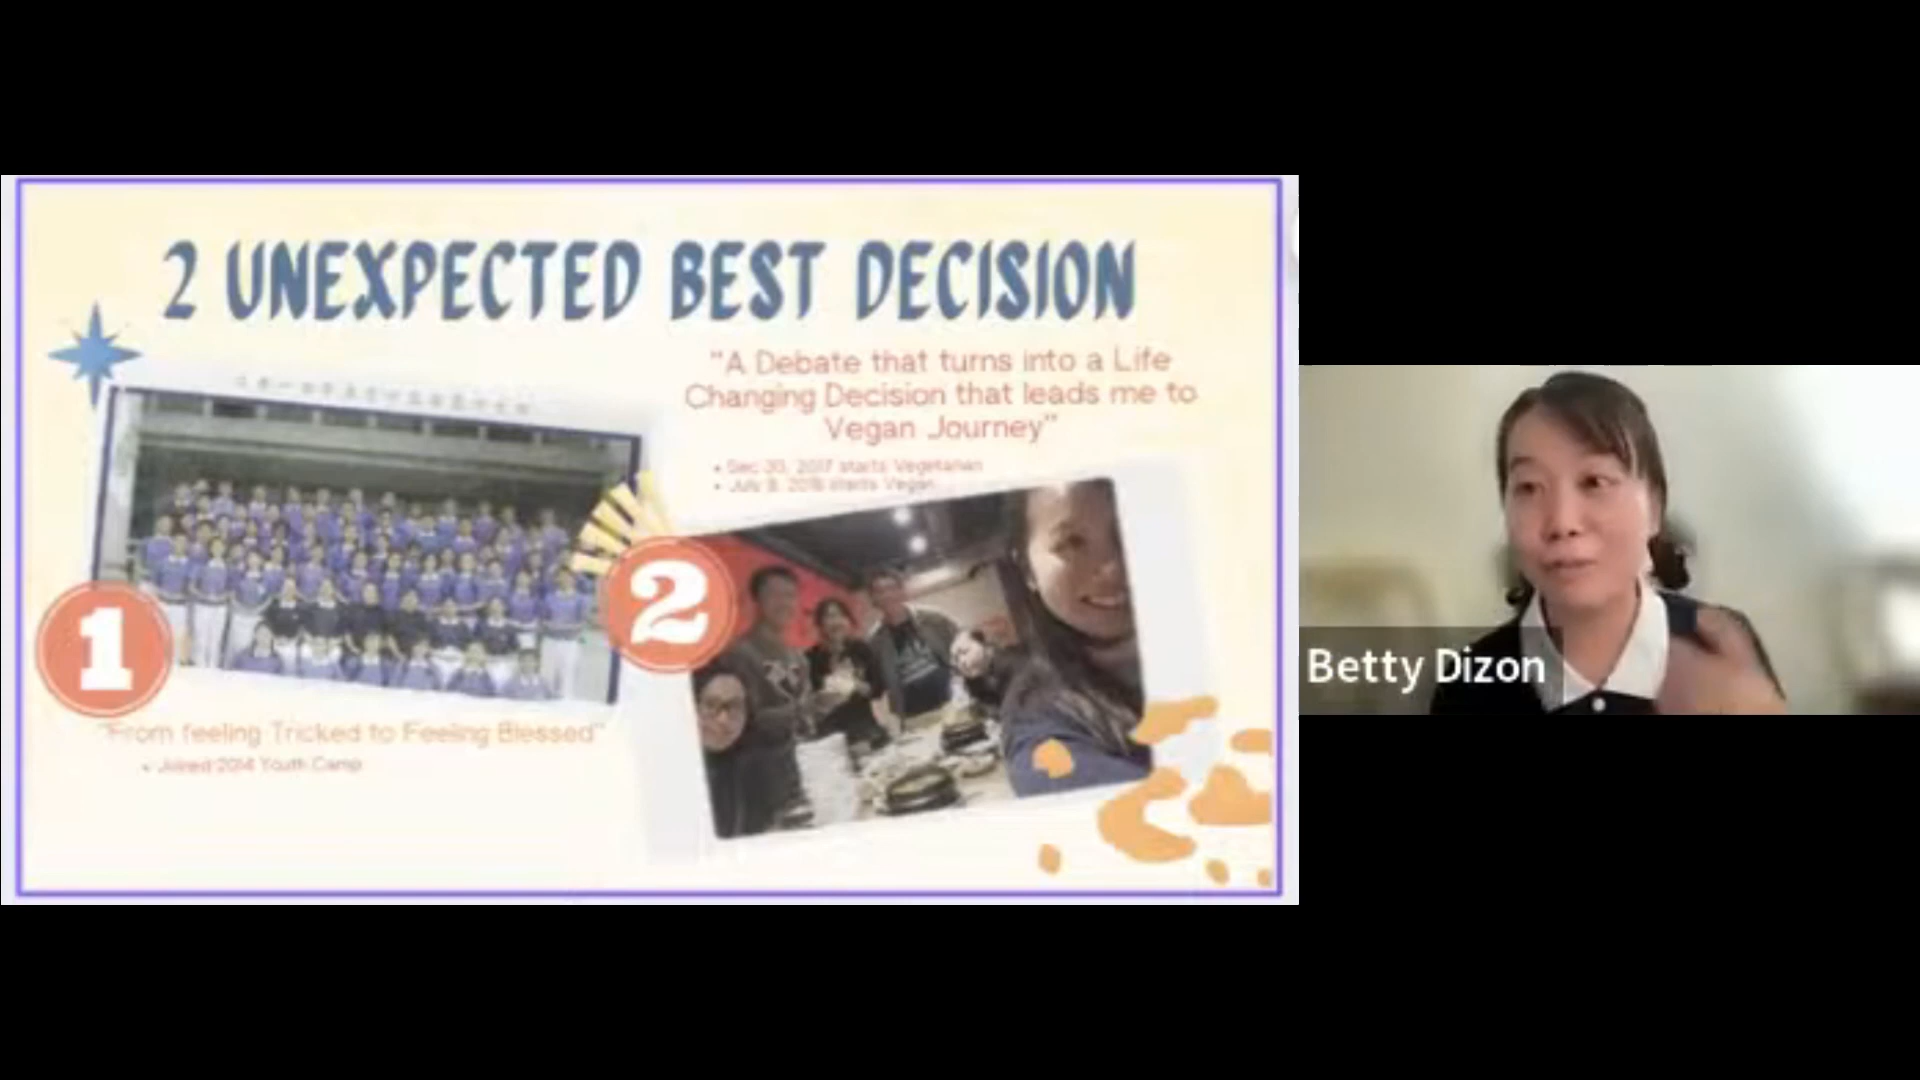 2 UNEXPECTED BEST DECISION
"A Debate that turns into a Life
Changing Decision that leads me to
Vegan Journey"
• Dec 20, 2017 starts Vegetarian
• July 8, 2018 starts Vegan
1
2
"From feeling Tricked to Feeling Blessed"
• Joined 2014 Youth Camp
Betty Dizon